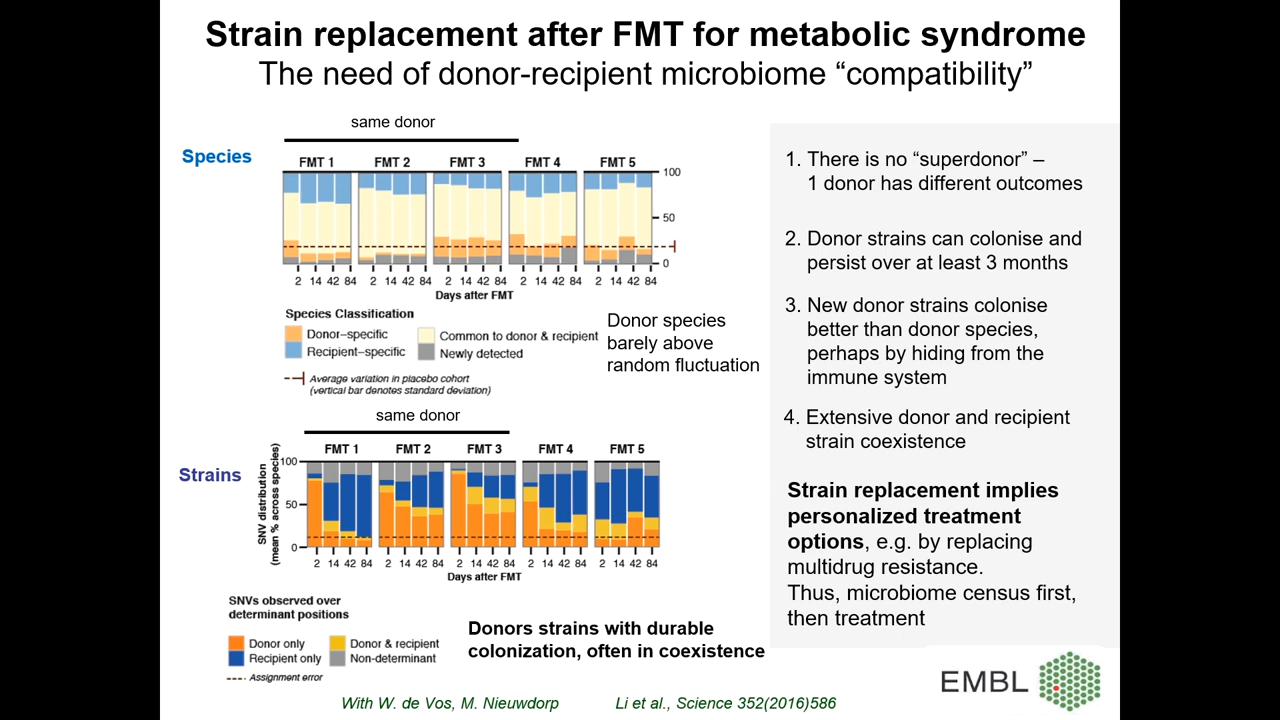 Strain replacement after FMT for metabolic syndrome
The need of donor-recipient microbiome “compatibility”
same donor
Species
FMT 1 FMT 2 FMT 3 FMT 4 FMT 5
100
50
0
2 14 42 84 2 14 42 84 2 14 42 84 2 14 42 84 2 14 42 84
Days after FMT
Species Classification
Donor–specific
Common to donor & recipient
Recipient–specific
Newly detected
Average variation in placebo cohort
(vertical bar denotes standard deviation)
Donor species
barely above
random fluctuation
same donor
Strains
FMT 1 FMT 2 FMT 3 FMT 4 FMT 5
SNV distribution
(mean % across species)
100
50
0
2 14 42 84 2 14 42 84 2 14 42 84 2 14 42 84 2 14 42 84
Days after FMT
SNVs observed over
determinant positions
Donor only
Donor & recipient
Recipient only
Non-determinant
Assignment error
Donors strains with durable
colonization, often in coexistence
1. There is no “superdonor” –
1 donor has different outcomes
2. Donor strains can colonise and
persist over at least 3 months
3. New donor strains colonise
better than donor species,
perhaps by hiding from the
immune system
4. Extensive donor and recipient
strain coexistence
Strain replacement implies
personalized treatment
options, e.g. by replacing
multidrug resistance.
Thus, microbiome census first,
then treatment
With W. de Vos, M. Nieuwdorp
Li et al., Science 352(2016)586
EMBL